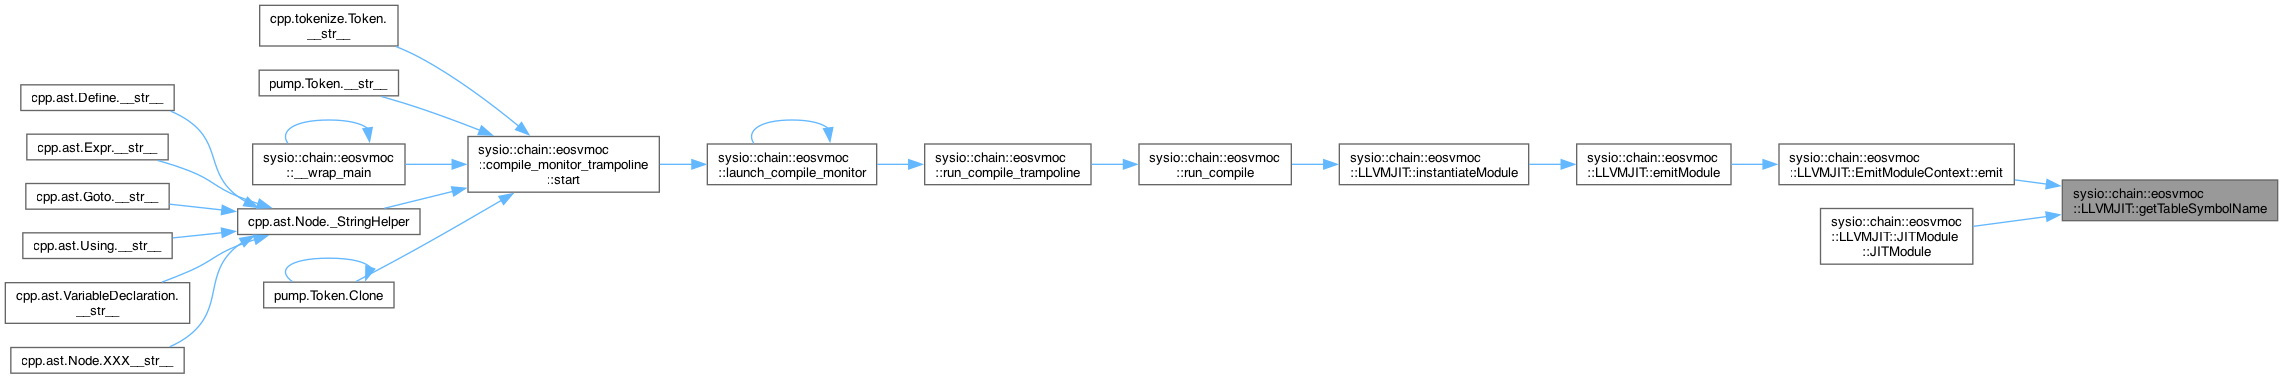 cpp.tokenize.Token.
__str__
pump.Token.__str__
cpp.ast.Define.__str__
cpp.ast.Expr.__str__
sysio::chain::eosvmoc
::__wrap_main
sysio::chain::eosvmoc
::compile_monitor_trampoline
::start
sysio::chain::eosvmoc
::launch_compile_monitor
sysio::chain::eosvmoc
::run_compile_trampoline
sysio::chain::eosvmoc
::run_compile
sysio::chain::eosvmoc
::LLVMJIT::instantiateModule
sysio::chain::eosvmoc
::LLVMJIT::emitModule
sysio::chain::eosvmoc
::LLVMJIT::EmitModuleContext::emit
sysio::chain::eosvmoc
::LLVMJIT::getTableSymbolName
cpp.ast.Goto.__str__
cpp.ast.Node._StringHelper
sysio::chain::eosvmoc
::LLVMJIT::JITModule
::JITModule
cpp.ast.Using.__str__
cpp.ast.VariableDeclaration.
__str__
pump.Token.Clone
cpp.ast.Node.XXX__str__